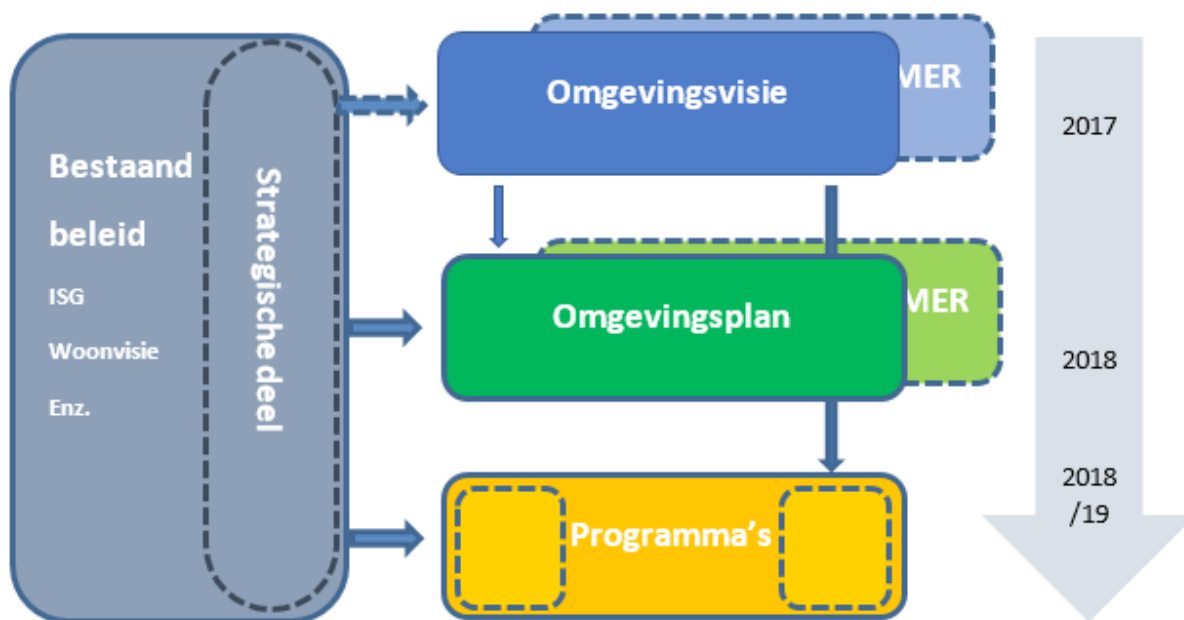 Bestaand
beleid
ISG
Woonvisie
Enz.
Strategische deel
Omgevingsvisie
MER
Omgevingsplan
MER
Programma's
2017
2018
2018
/19